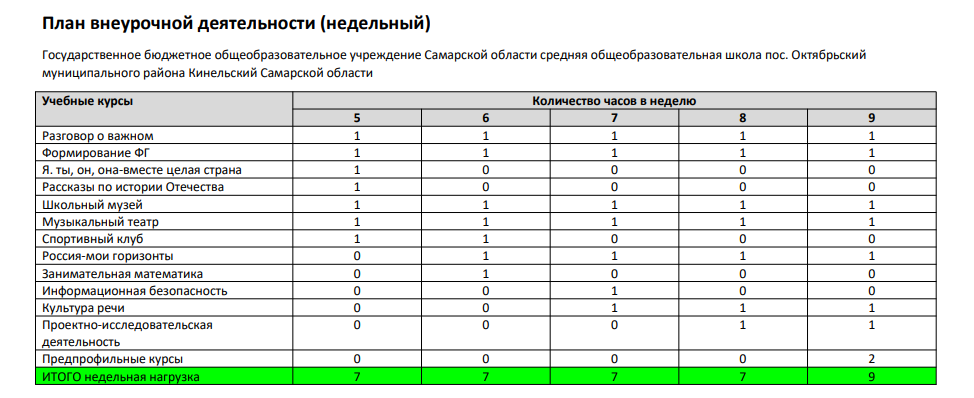 План внеурочной деятельности (недельный)
Государственное бюджетное общеобразовательное учреждение Самарской области средняя общеобразовательная школа пос. Октябрьский
муниципального района Кинельский Самарской области
Учебные курсы Количество часов в неделю
5 6 7 8 9
Разговор о важном 1 1 1 1 1
Формирование ФГ 1 1 1 1 1
Я. ты, он, она-вместе целая страна 1 0 0 0 0
Рассказы по истории Отечества 1 0 0 0 0
Школьный музей 1 1 1 1 1
Музыкальный театр 1 1 1 1 1
Спортивный клуб 1 1 0 0 0
Россия-мои горизонты 0 1 1 1 1
Занимательная математика 0 1 0 0 0
Информационная безопасность 0 0 1 0 0
Культура речи 0 0 1 1 1
Проектно-исследовательская 0 0 0 1 1
деятельность
Предпрофильные курсы 0 0 0 0 2
ИТОГО недельная нагрузка 7 7 7 7 9